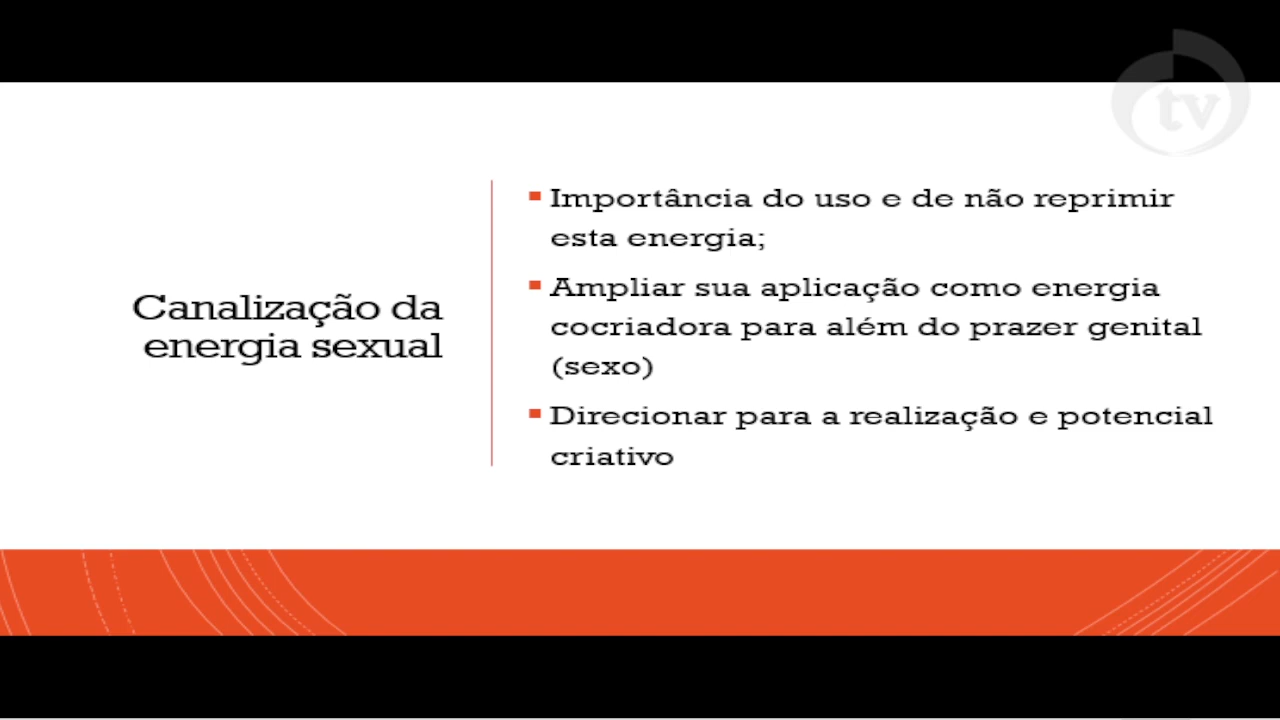 Canalização da
energia sexual
Importância do uso e de não reprimir
esta energia;
Ampliar sua aplicação como energia
cocriadora para além do prazer genital
(sexo)
Direcionar para a realização e potencial
criativo
tv